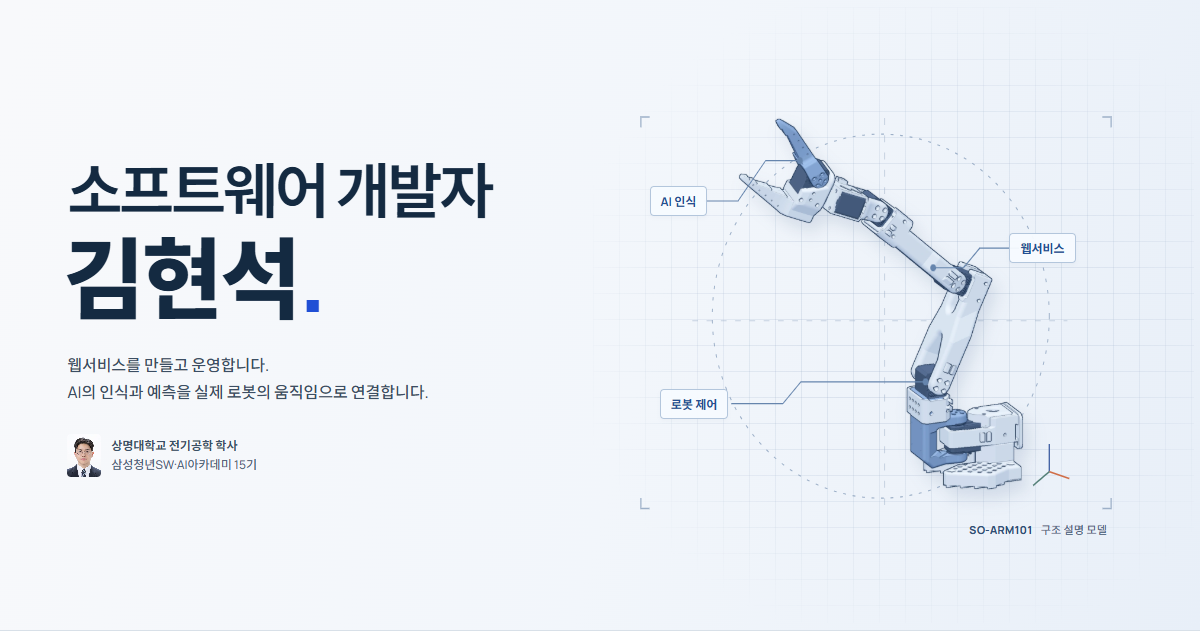 소프트웨어 개발자
김현석.
웹서비스를 만들고 운영합니다.
AI의 인식과 예측을 실제 로봇의 움직임으로 연결합니다.
상명대학교 전기공학 학사
삼성청년SW·AI아카데미 15기
AI 인식
웹서비스
로봇 제어
SO-ARM101 구조 설명 모델